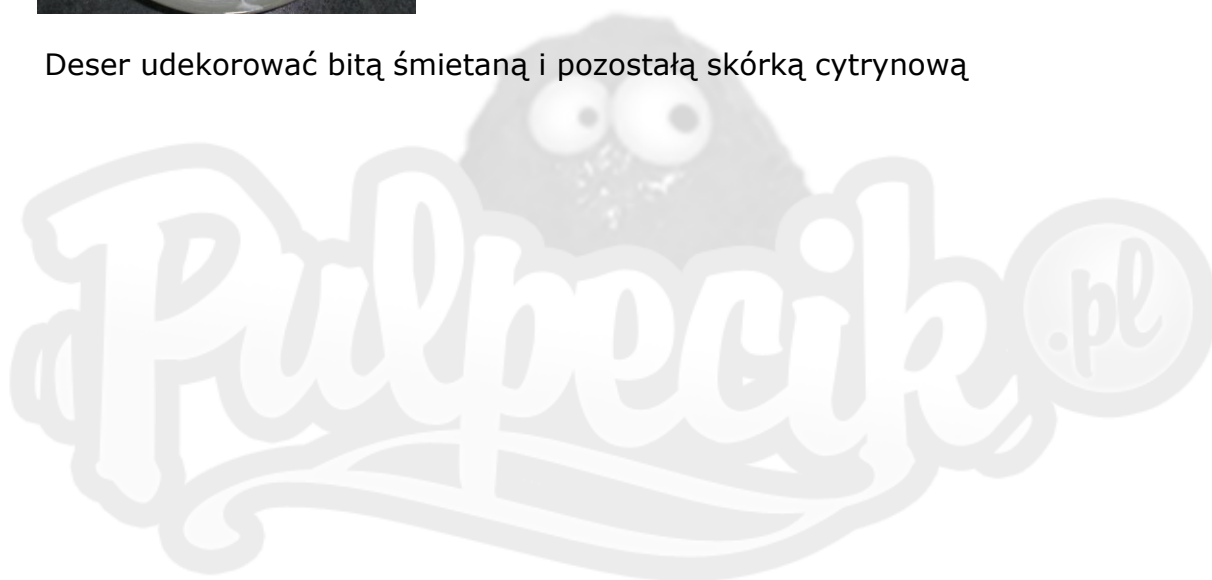 Deser udekorować bitą śmietaną i pozostałą skórką cytrynową
Pulpecik .pl